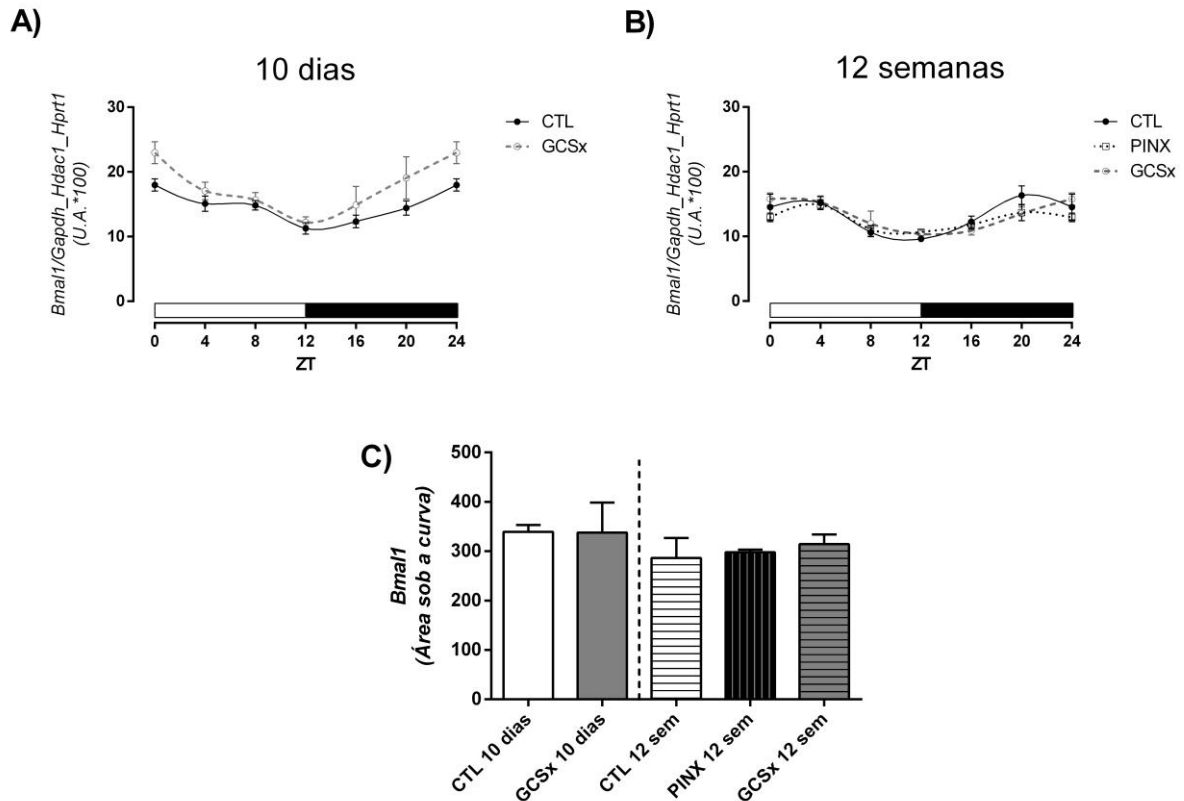 A)
10 dias
Bmal1/Gapdh_Hdac1_Hprt1
(U.A. *100)
30
20
10
0
CTL
GCSx
0 4 8 12 16 20 24
ZT
B)
12 semanas
Bmal1/Gapdh_Hdac1_Hprt1
(U.A. *100)
30
20
10
0
CTL
PINX
GCSx
0 4 8 12 16 20 24
ZT
C)
Bmal1
(Área sob a curva)
500
400
300
200
100
0
CTL 10 dias
GCSx 10 dias
CTL 12 sem
PINX 12 sem
GCSx 12 sem